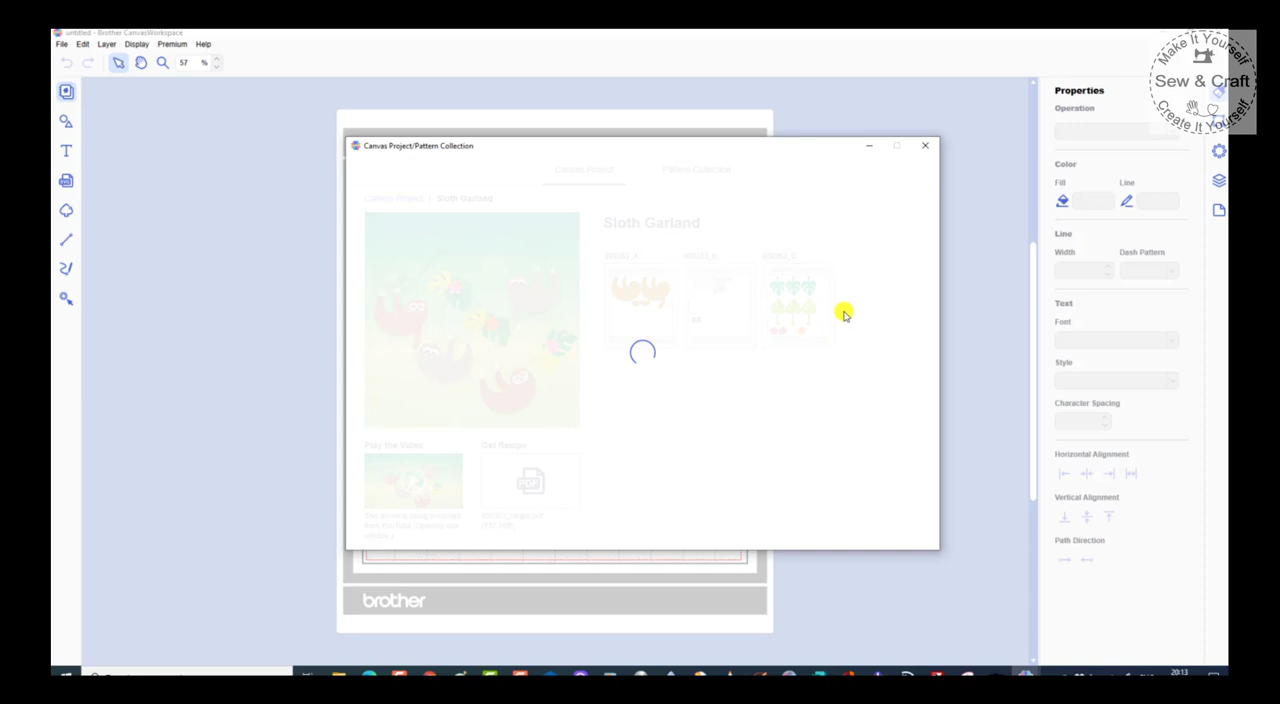 untitled - Brother CanvasWorkspace
File Edit Layer Display Premium Help
57 %
Make It Yourself
Sew & Craft
Create It Yourself
Properties
Operation
Color
Fill Line
Line
Width Dash Pattern
Text
Font
Style
Character Spacing
Horizontal Alignment
Vertical Alignment
Path Direction
Canvas Project/Pattern Collection
Canvas Project Pattern Collection
Canvas Project | Sloth Garland
Sloth Garland
Play the Video Get Recipe
PDF
brother
20:13